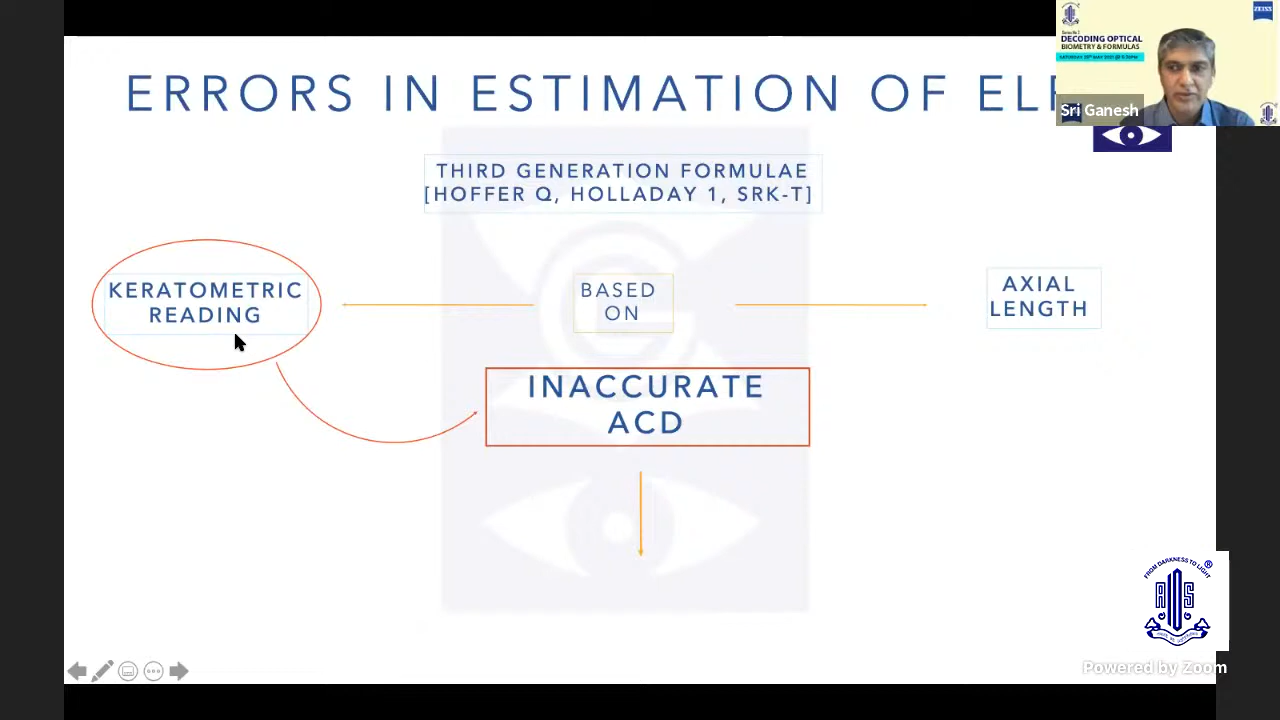 ERRORS IN ESTIMATION OF EL
THIRD GENERATION FORMULAE
[HOFFER Q, HOLLADAY 1, SRK-T]
KERATOMETRIC
READING
BASED
ON
AXIAL
LENGTH
INACCURATE
ACD
DECODING OPTICAL
BIOMETRY & FORMULAS
ZEISS
Sri Ganesh
FROM DARKNESS TO LIGHT
®
Powered by Zoom